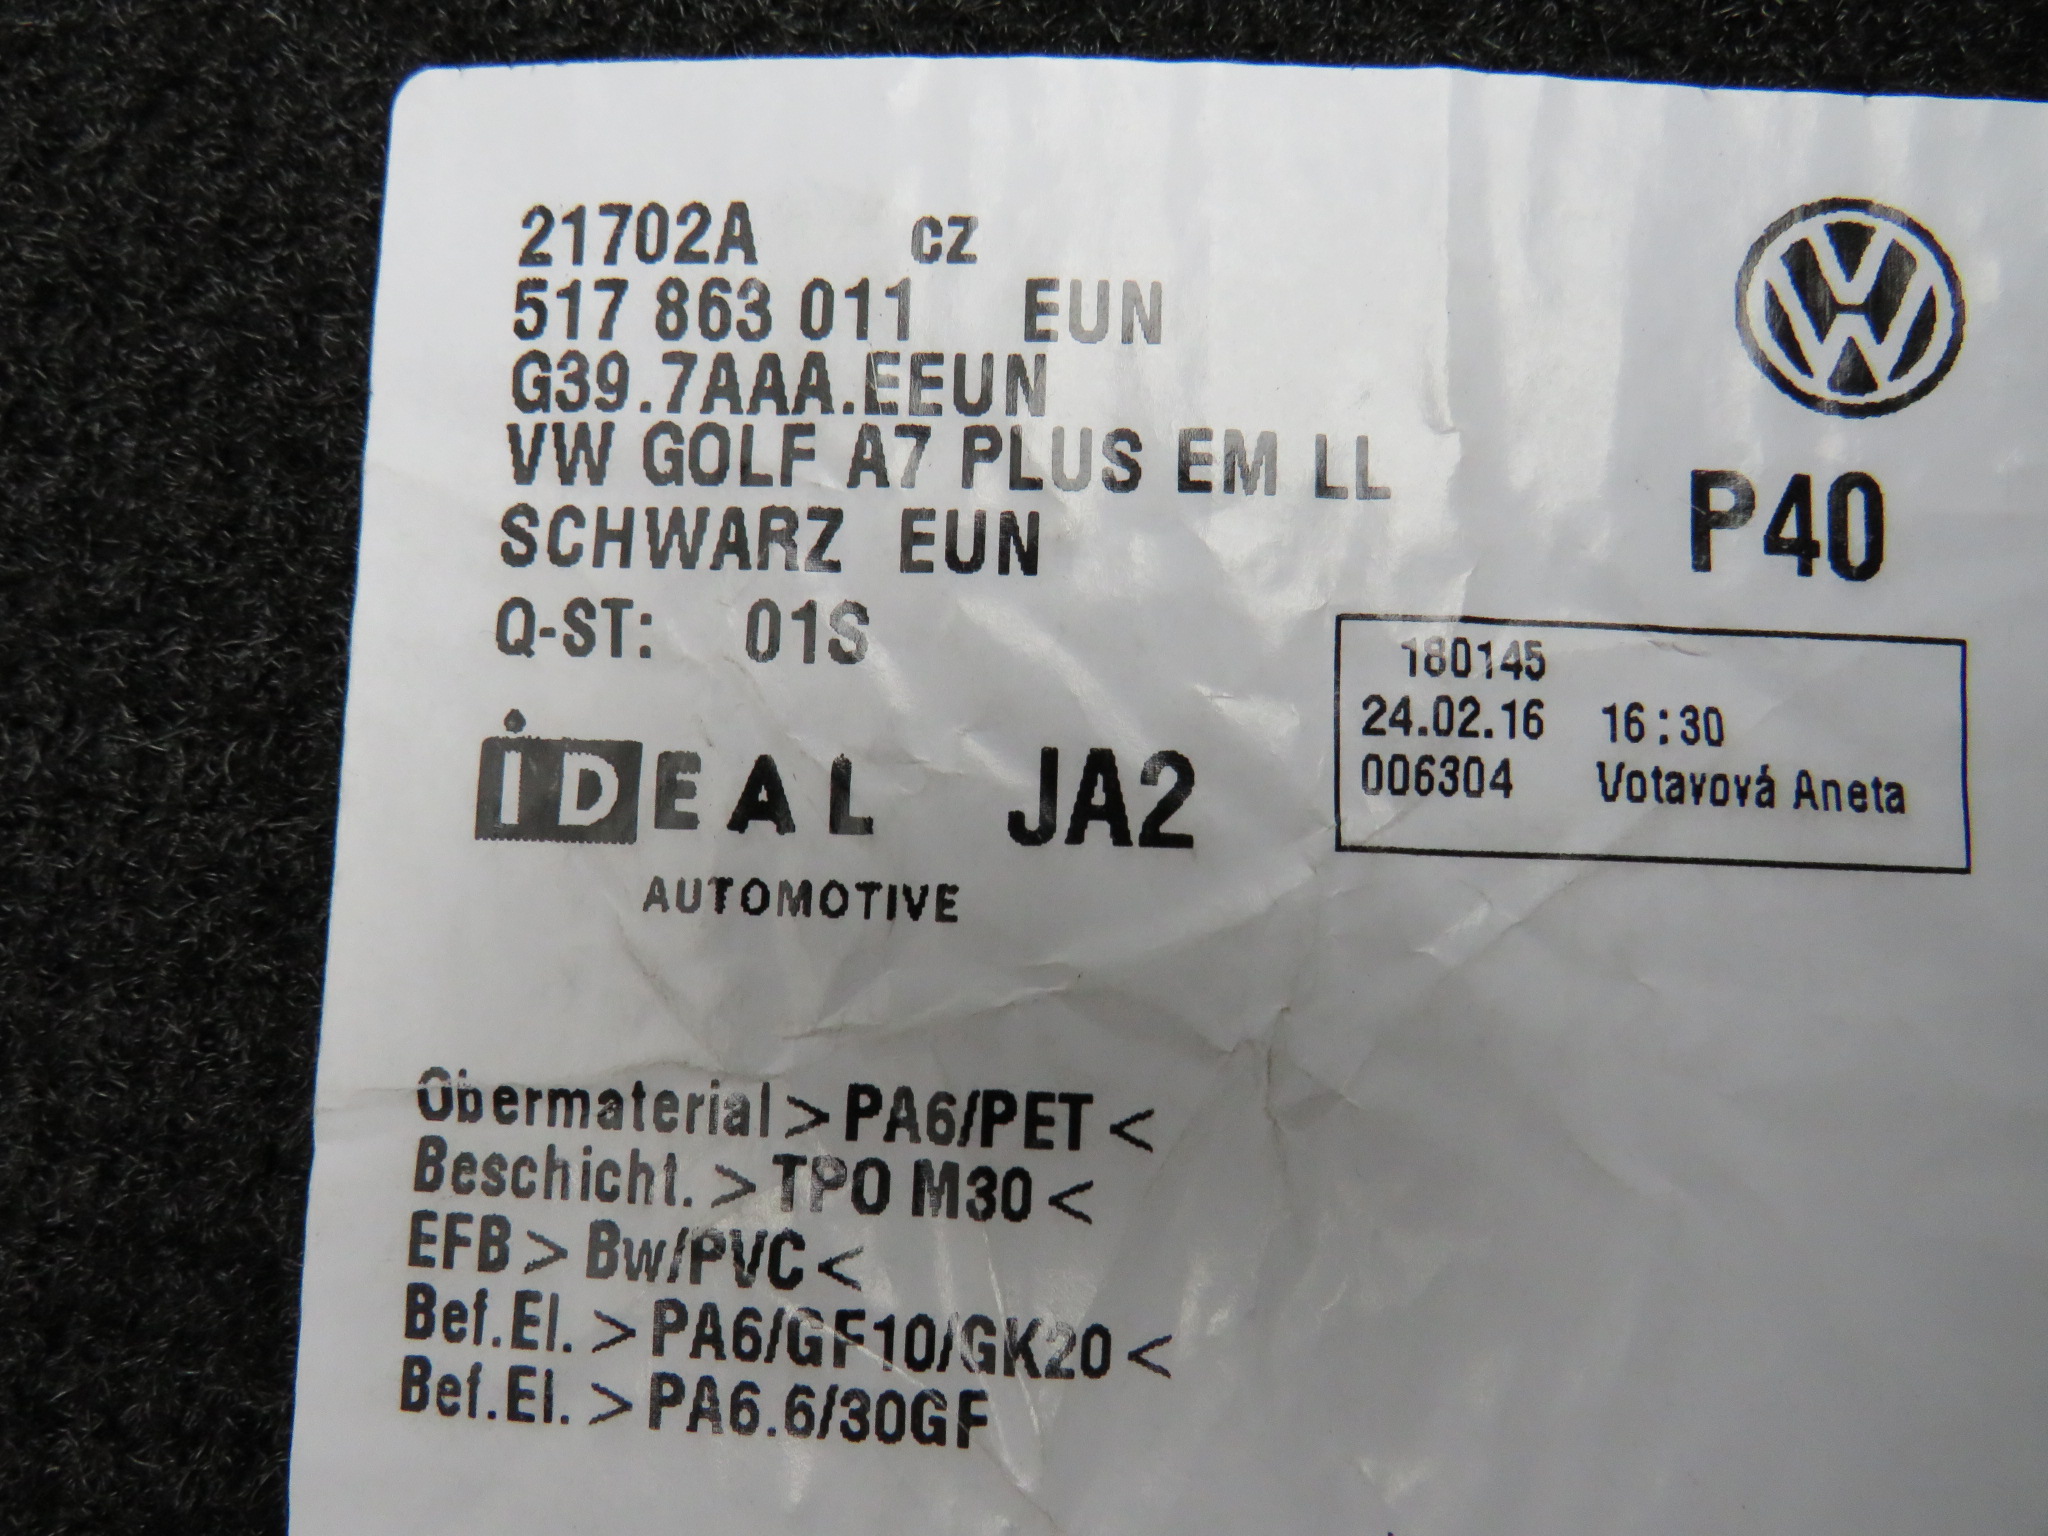 21702A cz
517 863 011 EUN
G39.7AAA.EEUN
VW GOLF A7 PLUS EM LL
SCHWARZ EUN
P40
Q-ST: 01S
180145
24.02.16 16:30
006304 Votavová Aneta
iDEAL JA2
AUTOMOTIVE
Obermaterial > PA6/PET <
Beschicht. > TPO M30 <
EFB > Bw/PVC <
Bef.El. > PA6/GF10/GK20 <
Bef.El. > PA6.6/30GF